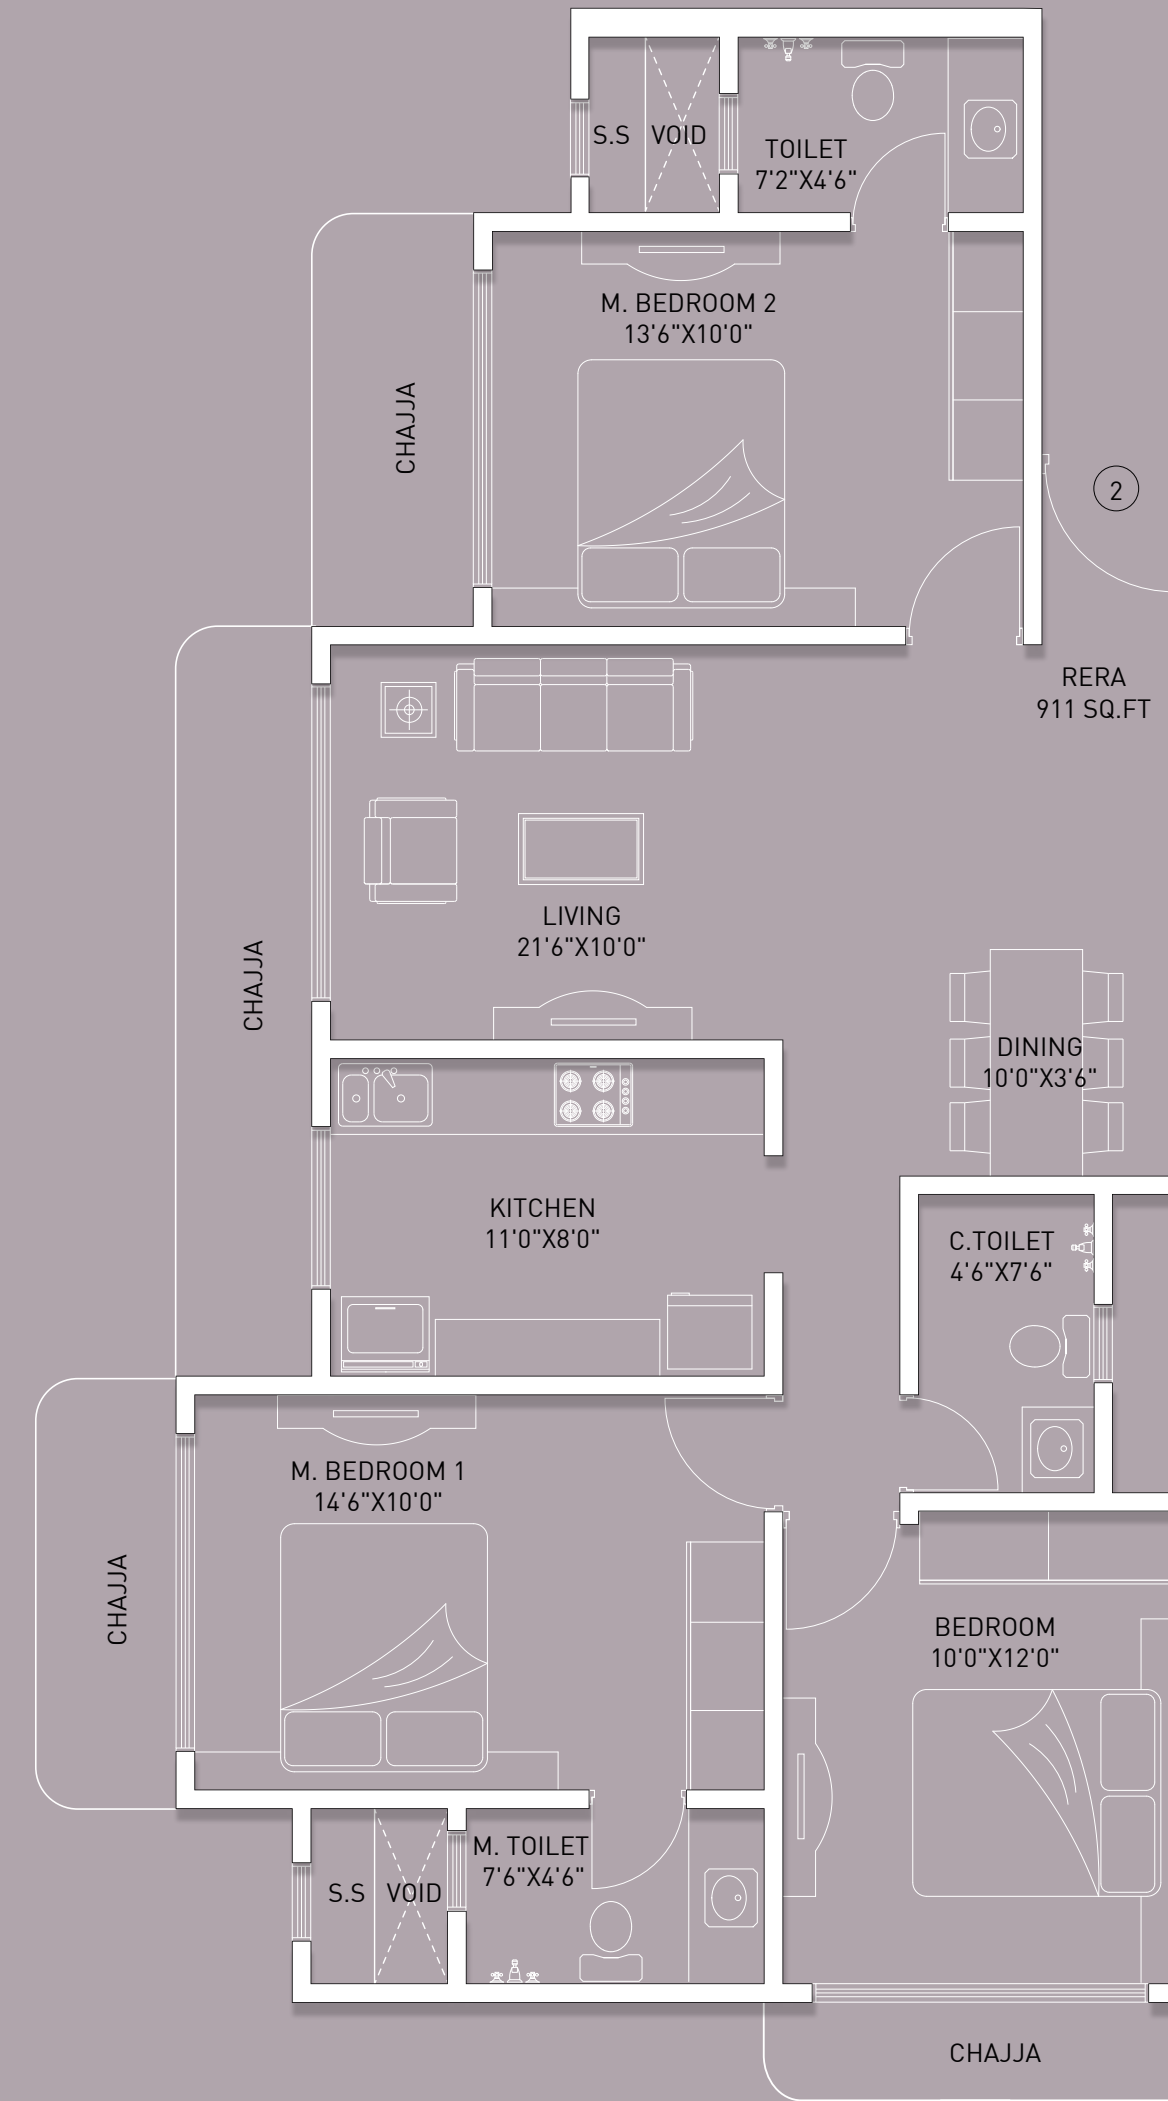 S.S VOID
TOILET
7'2"X4'6"
M. BEDROOM 2
13'6"X10'0"
CHAJJA
2
RERA
911 SQ.FT
LIVING
21'6"X10'0"
CHAJJA
DINING
10'0"X3'6"
KITCHEN
11'0"X8'0"
C.TOILET
4'6"X7'6"
M. BEDROOM 1
14'6"X10'0"
CHAJJA
BEDROOM
10'0"X12'0"
M. TOILET
7'6"X4'6"
S.S VOID
CHAJJA